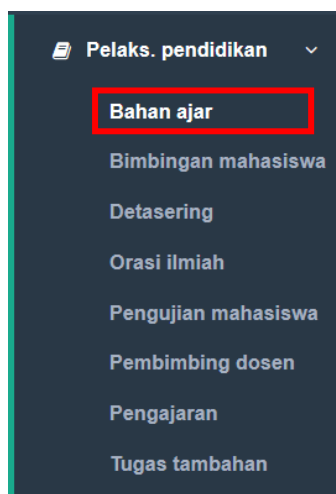 Pelaks. pendidikan
Bahan ajar
Bimbingan mahasiswa
Detasering
Orasi ilmiah
Pengujian mahasiswa
Pembimbing dosen
Pengajaran
Tugas tambahan